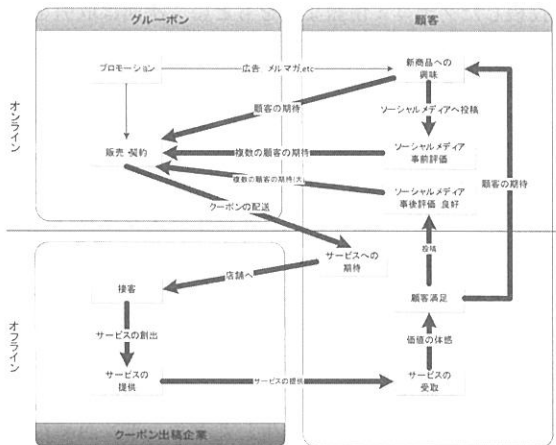 グルーポン
顧客
プロモーション
広告 メルマガ,etc
新商品への
興味
顧客の期待
ソーシャルメディアへ投稿
販売・契約
複数の顧客の期待
ソーシャルメディア
事前評価
複数の顧客の期待(大)
ソーシャルメディア
事後評価 良好
顧客の期待
クーポンの配送
オンライン
オフライン
サービスへの
期待
投稿
店舗へ
接客
顧客満足
サービスの創出
価値の体感
サービスの
提供
サービスの提供
サービスの
受取
クーポン出稿企業